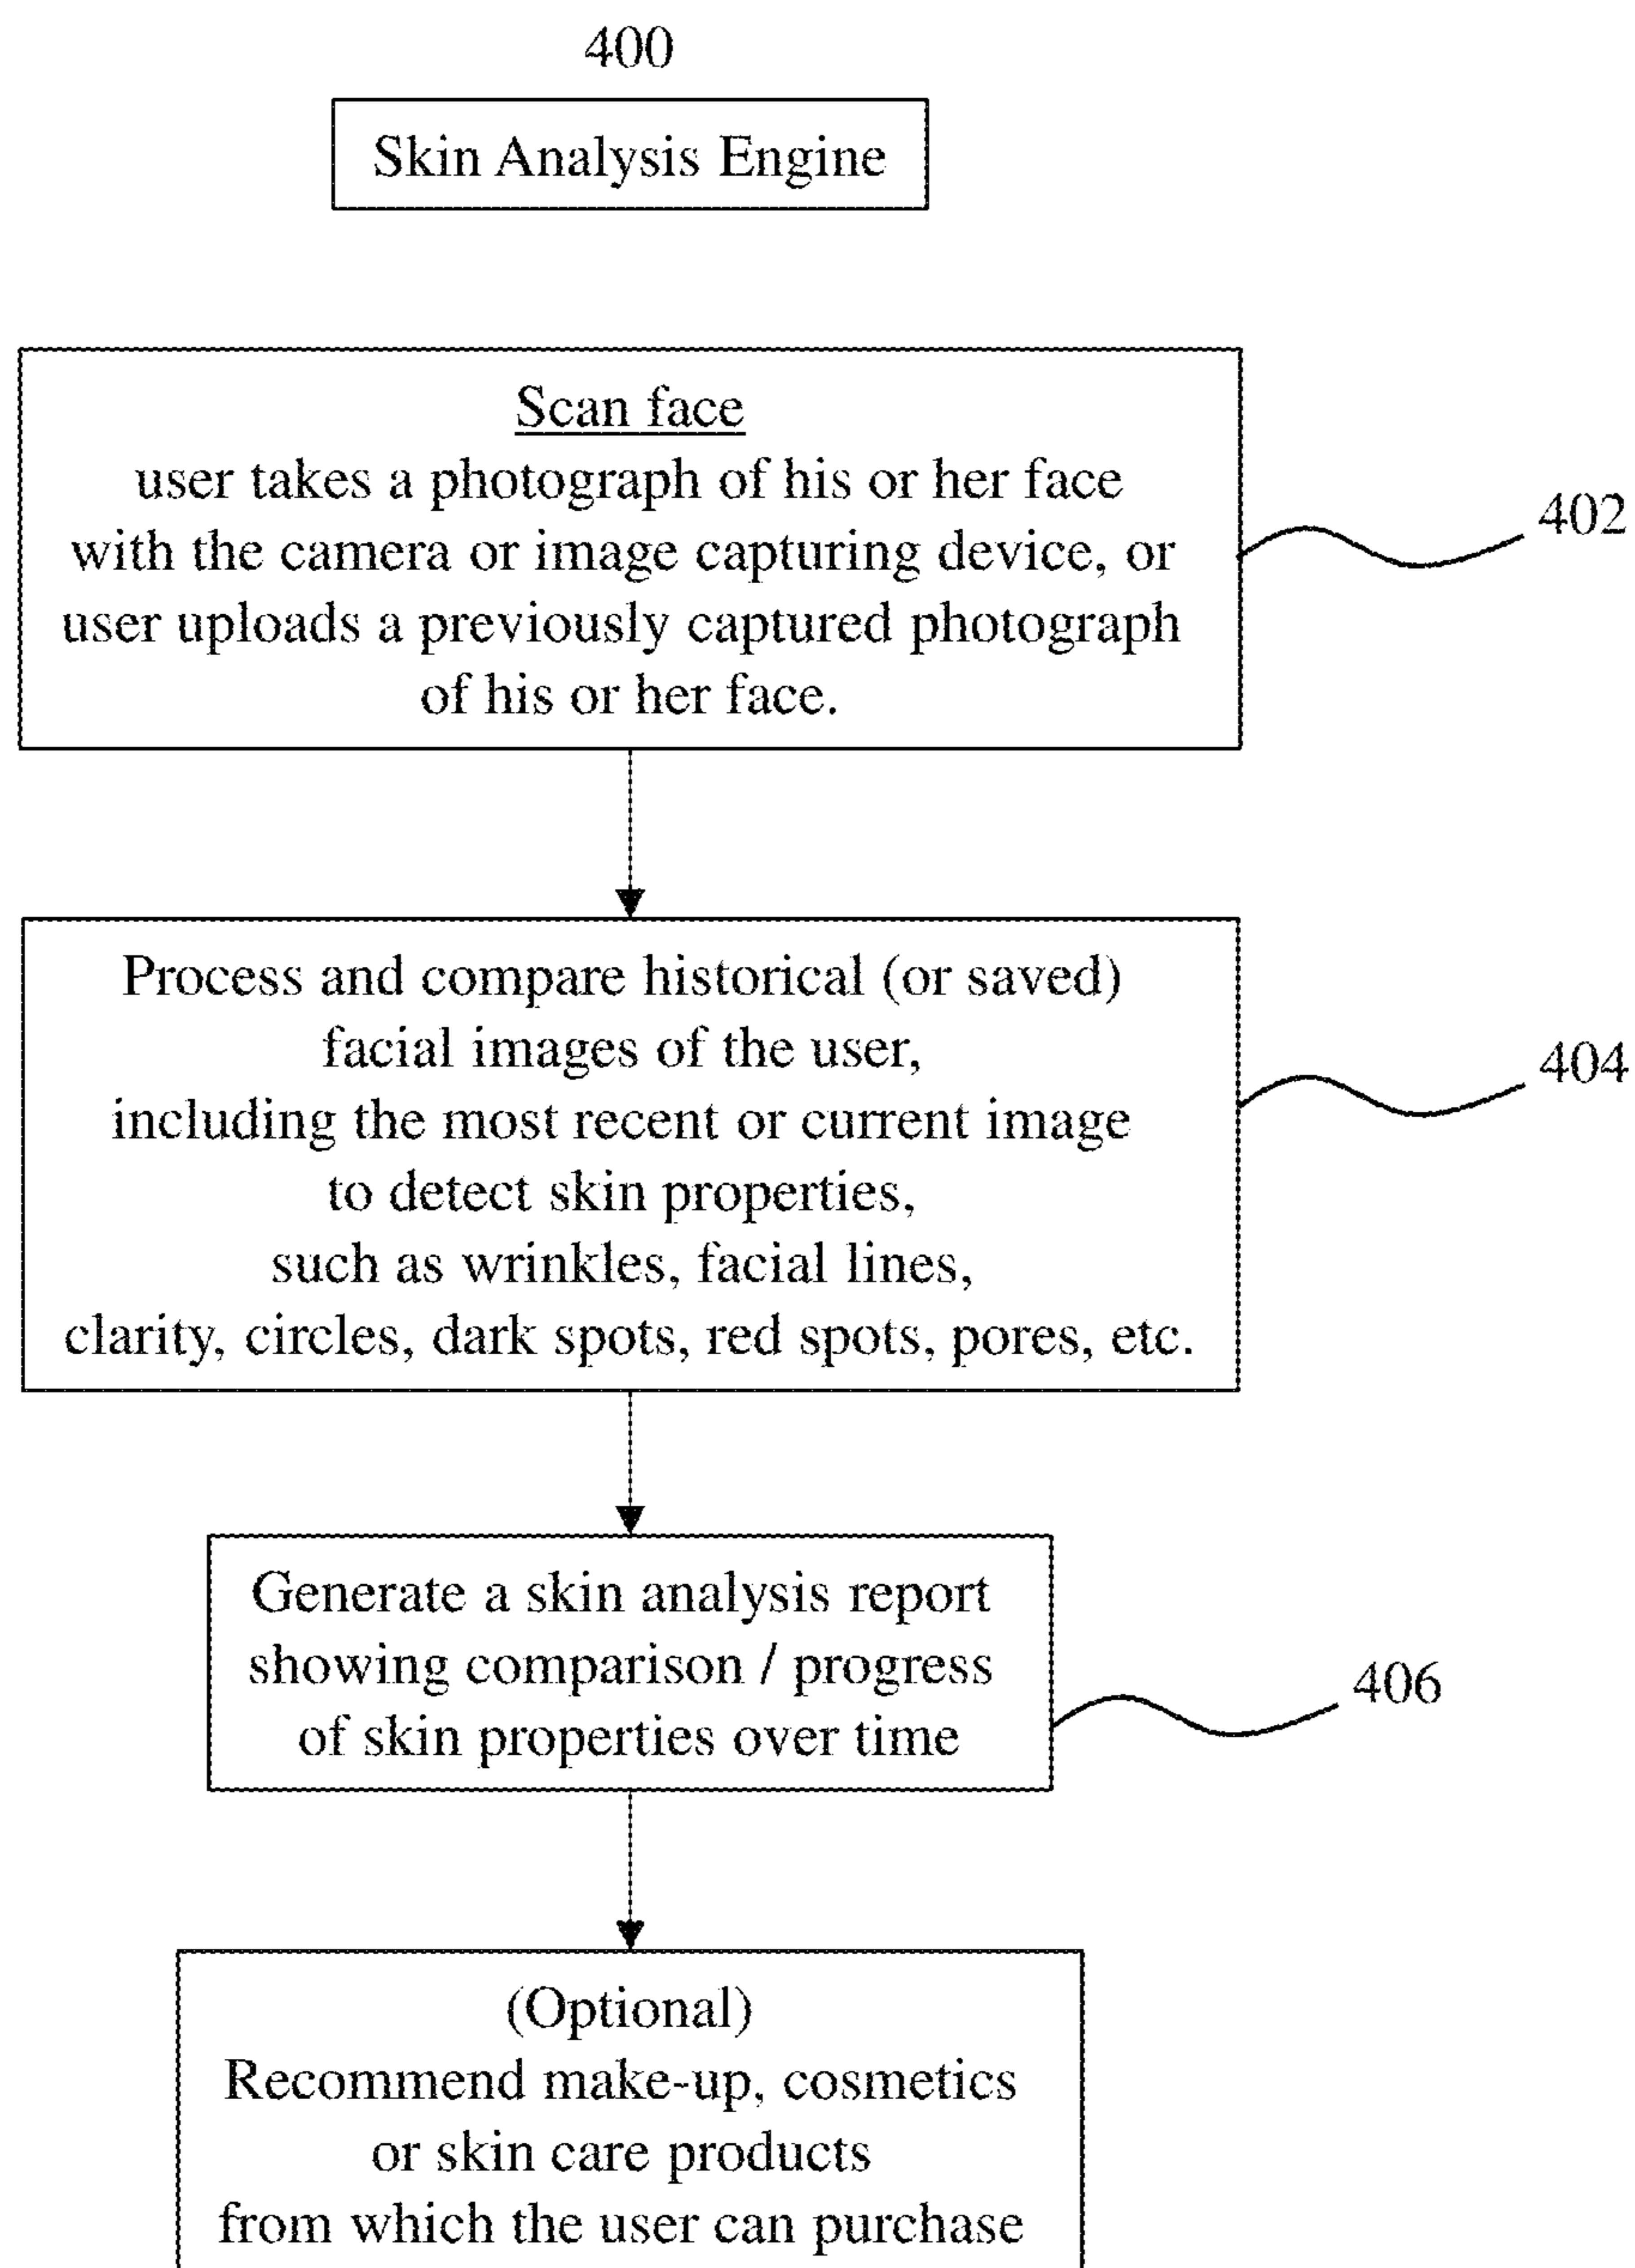 400
Skin Analysis Engine
Scan face
user takes a photograph of his or her face
with the camera or image capturing device, or
user uploads a previously captured photograph
of his or her face.
402
Process and compare historical (or saved)
facial images of the user,
including the most recent or current image
to detect skin properties,
such as wrinkles, facial lines,
clarity, circles, dark spots, red spots, pores, etc.
404
Generate a skin analysis report
showing comparison / progress
of skin properties over time
406
(Optional)
Recommend make-up, cosmetics
or skin care products
from which the user can purchase